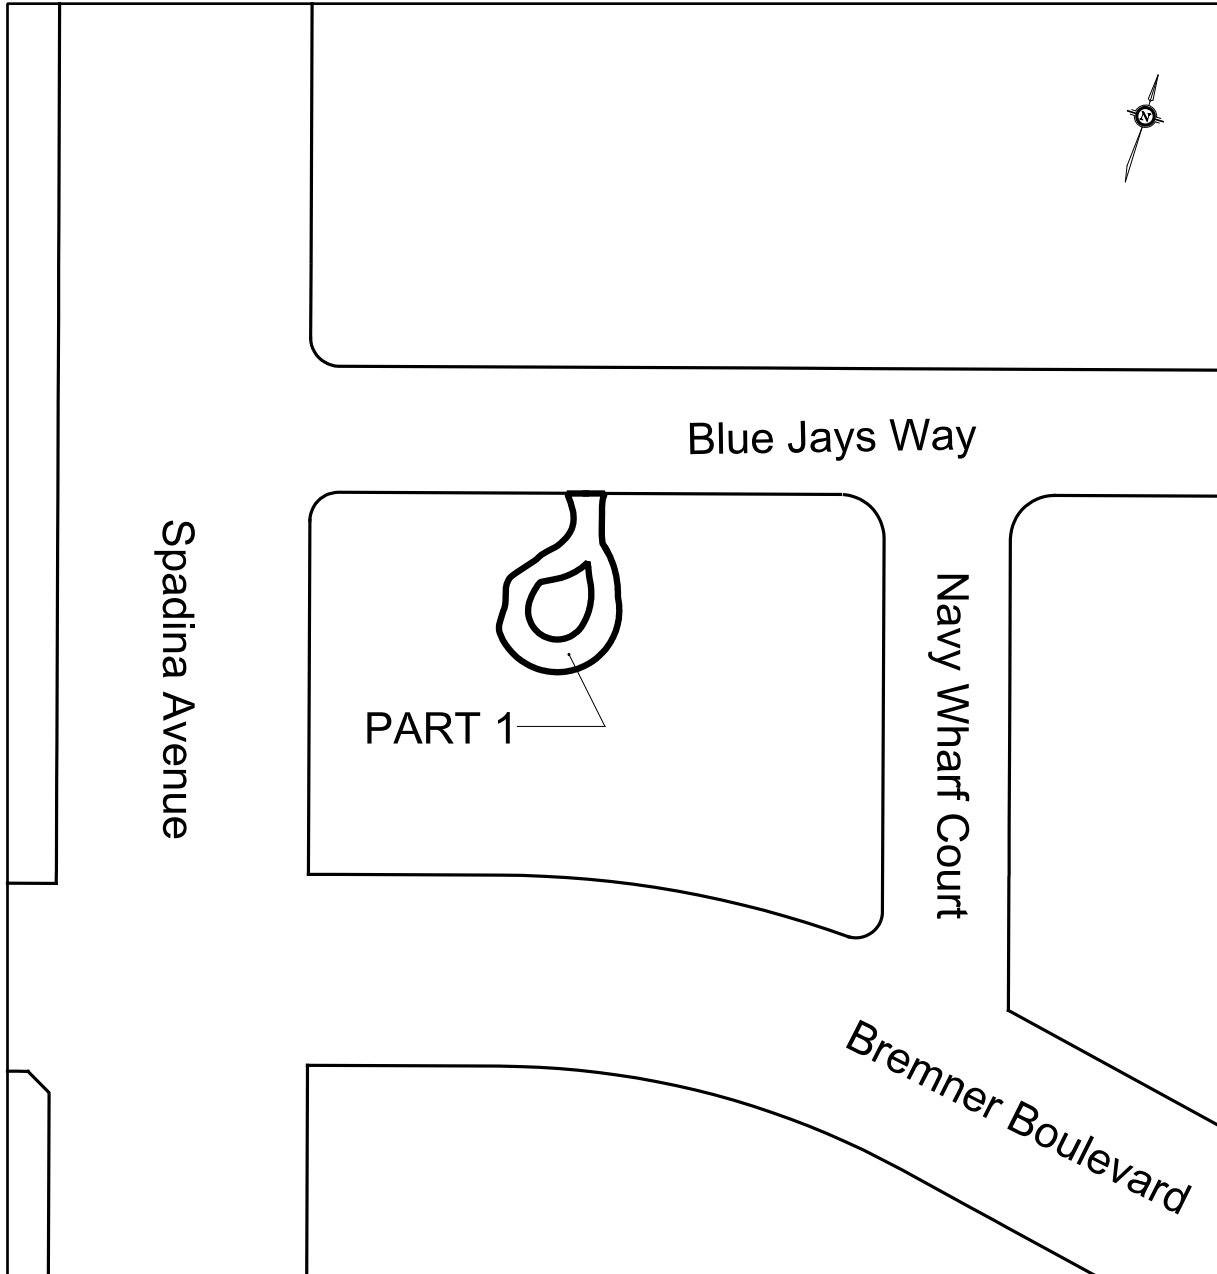 N
Blue Jays Way
Spadina Avenue
Navy Wharf Court
PART 1
Bremner Boulevard